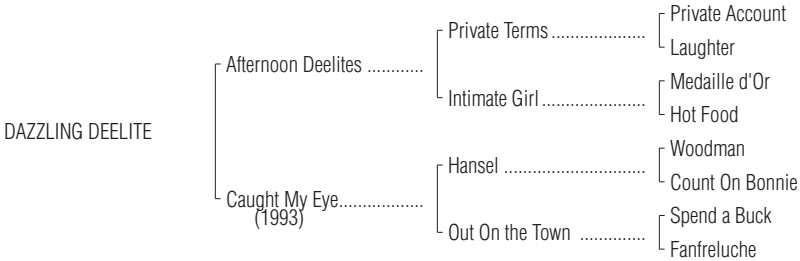 Private Account
Private Terms .....................
Laughter
Afternoon Deelites ............
Medaille d'Or
Intimate Girl .......................
Hot Food
DAZZLING DEELITE
Woodman
Hansel ...............................
Count On Bonnie
Caught My Eye...................
(1993)
Spend a Buck
Out On the Town ..............
Fanfreluche